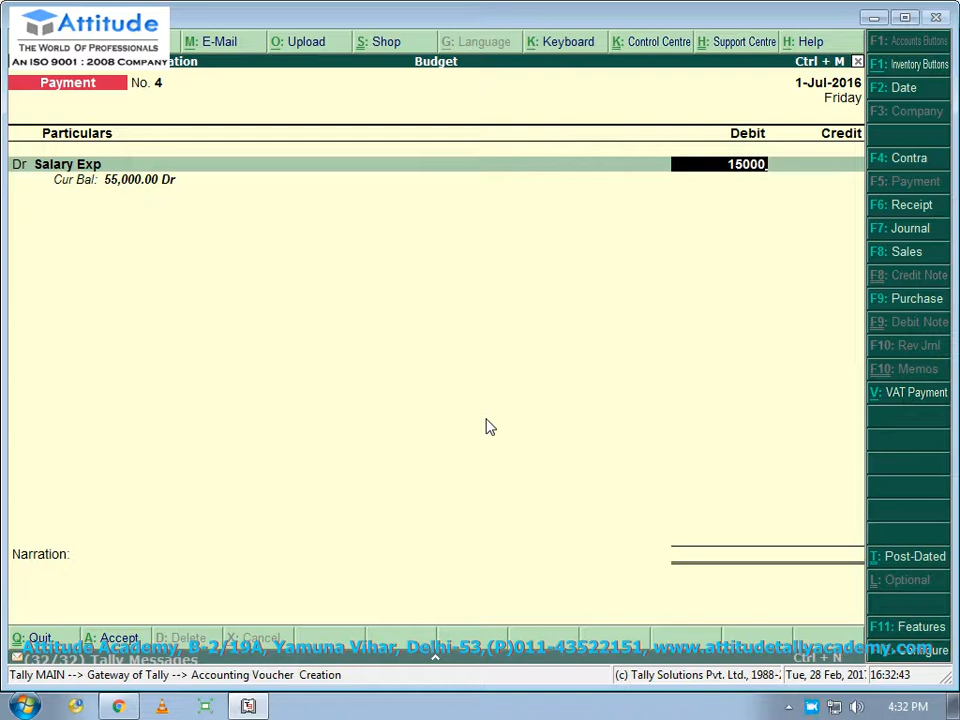 Attitude
THE WORLD OF PROFESSIONALS
AN ISO 9001 : 2008 COMPANY
M: E-Mail O: Upload S: Shop G: Language K: Keyboard K: Control Centre H: Support Centre H: Help
ation Budget Ctrl + M
Payment No. 4 1-Jul-2016
Friday
Particulars Debit Credit
Dr Salary Exp 15000
Cur Bal: 55,000.00 Dr
Narration:
F1: Accounts Buttons
F1: Inventory Buttons
F2: Date
F3: Company
F4: Contra
F5: Payment
F6: Receipt
F7: Journal
F8: Sales
F8: Credit Note
F9: Purchase
F9: Debit Note
F10: Rev Jrnl
F10: Memos
V: VAT Payment
T: Post-Dated
L: Optional
F11: Features
Configure
Q: Quit A: Accept D: Delete X: Cancel
Attitude Academy, B-2/19A, Yamuna Vihar, Delhi-53,(P)011-43522151, www.attitudetallyacademy.com
(32/32) Tally Messages Ctrl + N
Tally MAIN --> Gateway of Tally --> Accounting Voucher Creation (c) Tally Solutions Pvt. Ltd., 1988- Tue, 28 Feb, 201 16:32:43
4:32 PM